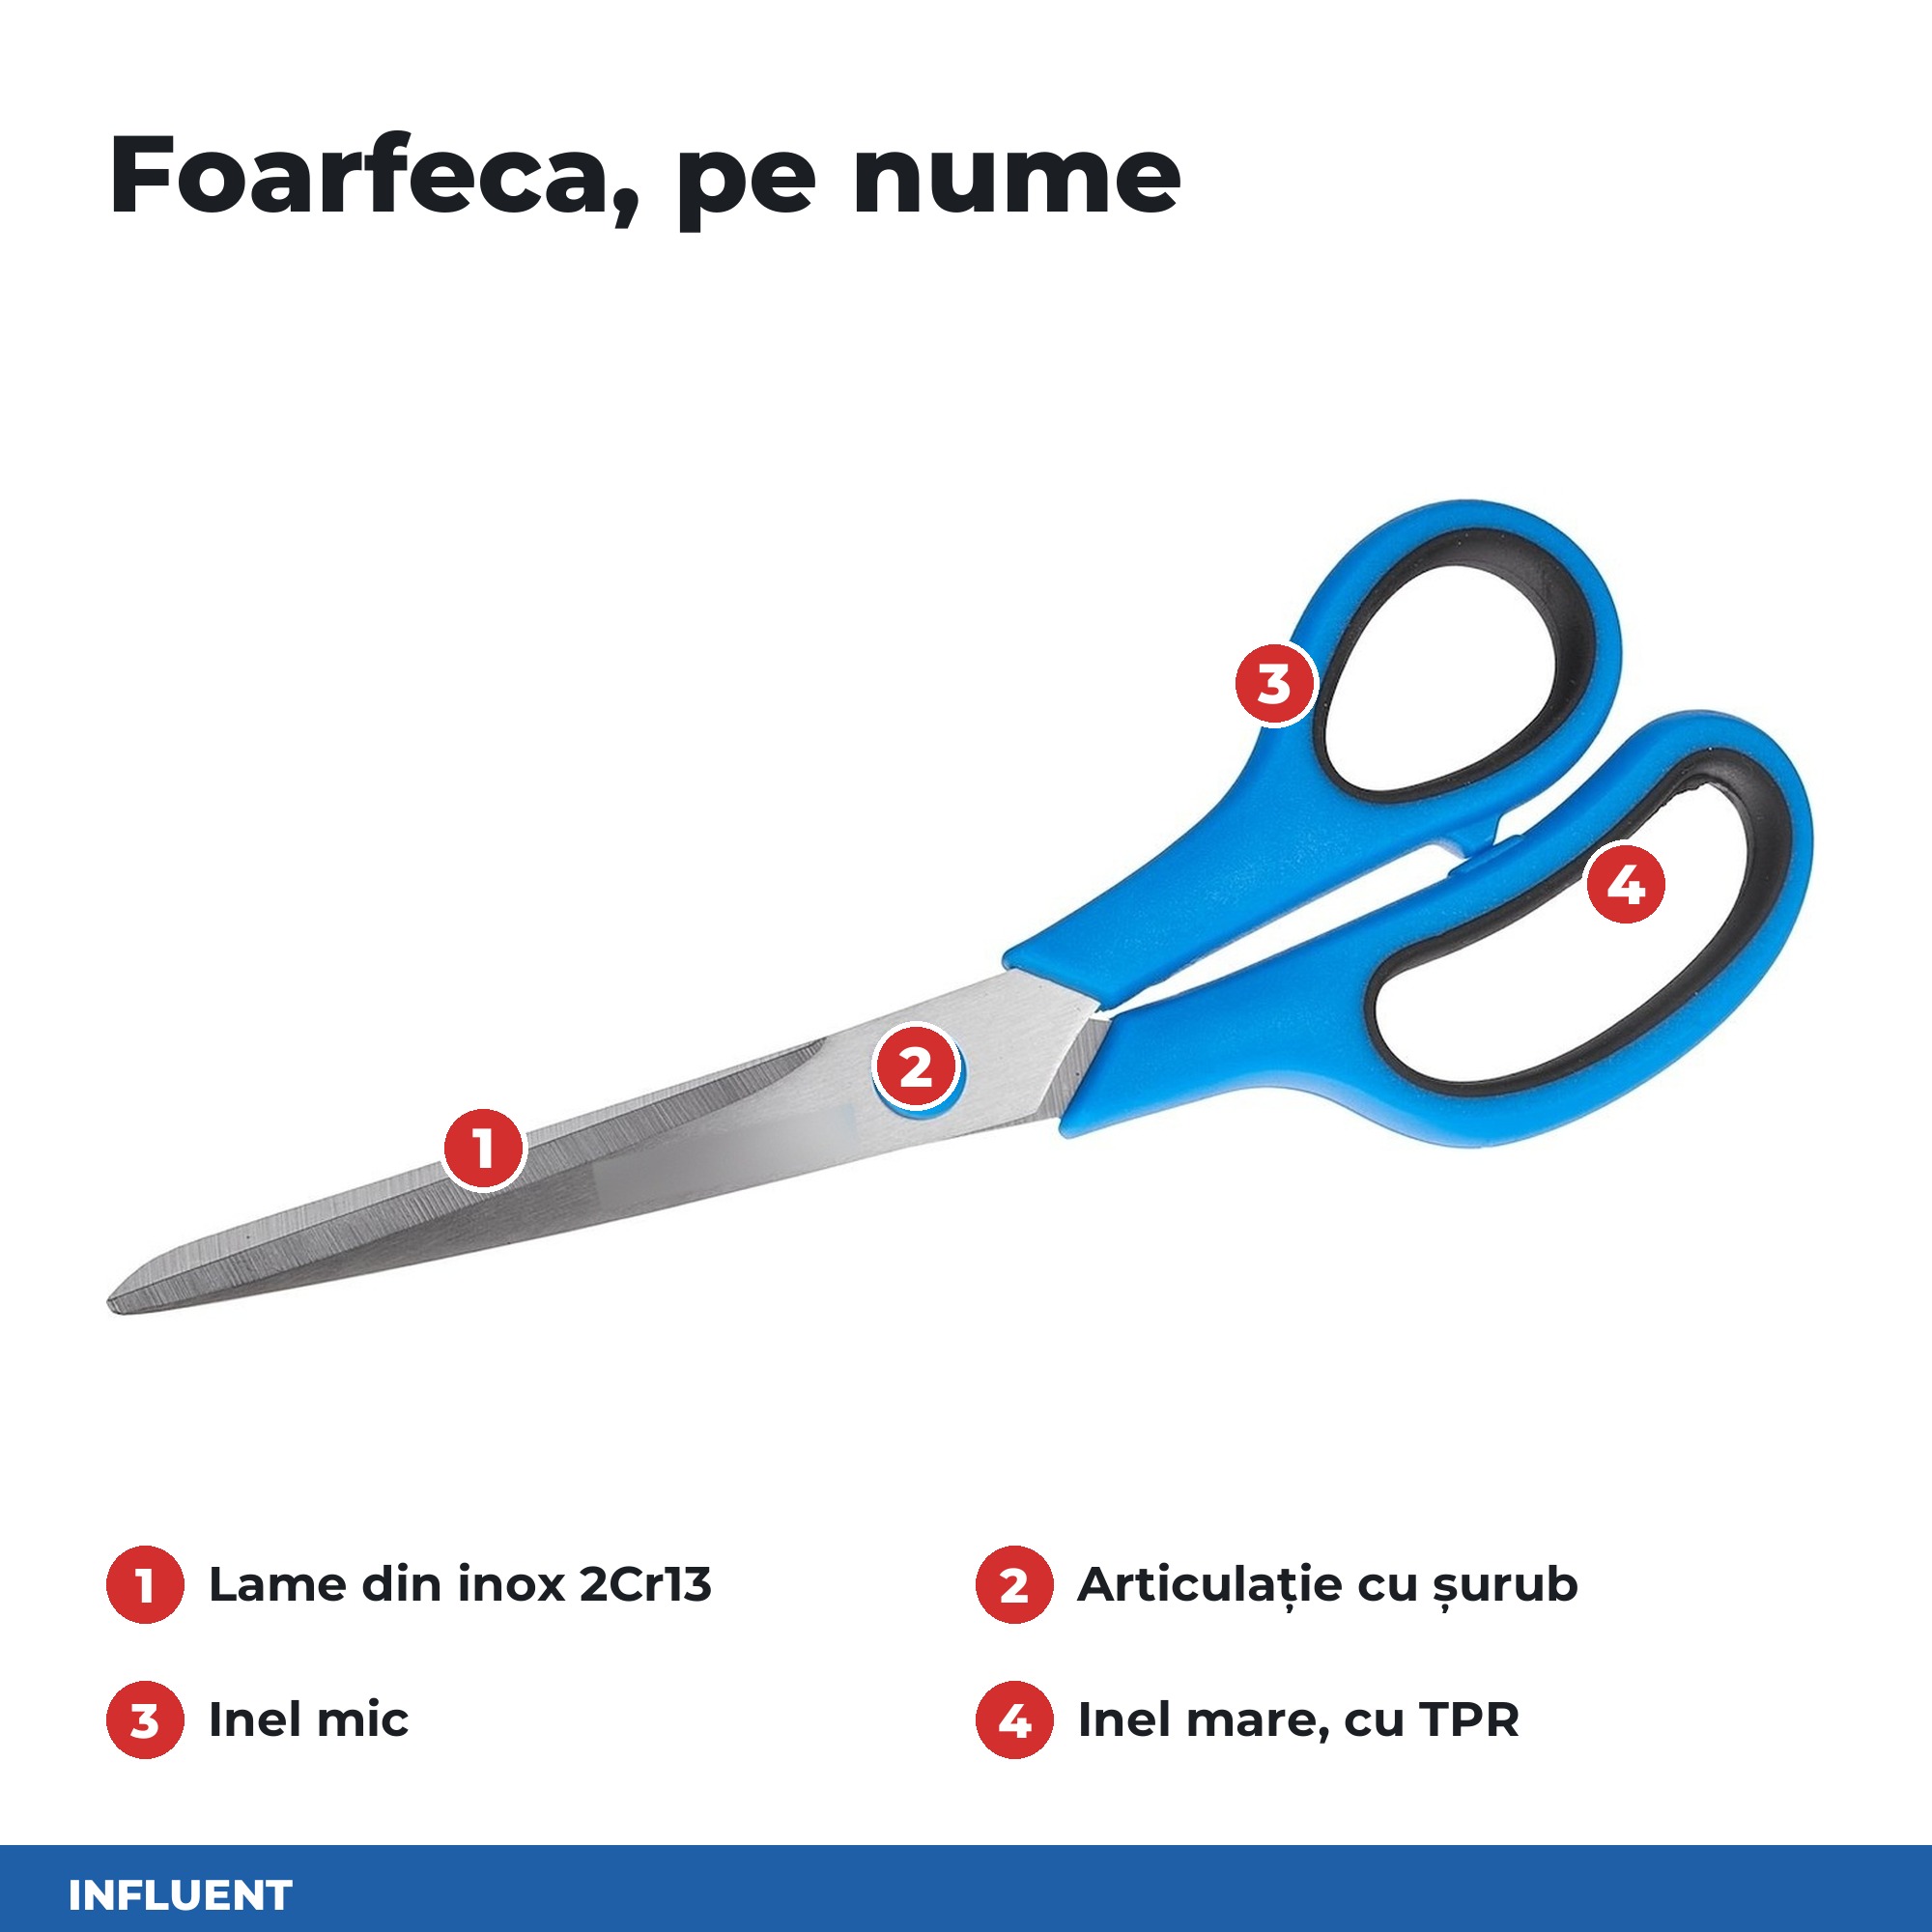 Foarfeca, pe nume
3
4
2
1
1 Lame din inox 2Cr13
2 Articulație cu șurub
3 Inel mic
4 Inel mare, cu TPR
INFLUENT